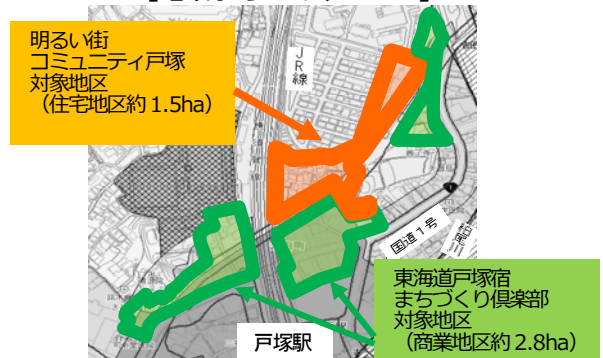 明るい街
コミュニティ戸塚
対象地区
（住宅地区約1.5ha）
JR線
国道1号
1
東海道戸塚宿
まちづくり倶楽部
対象地区
（商業地区約2.8ha）
戸塚駅